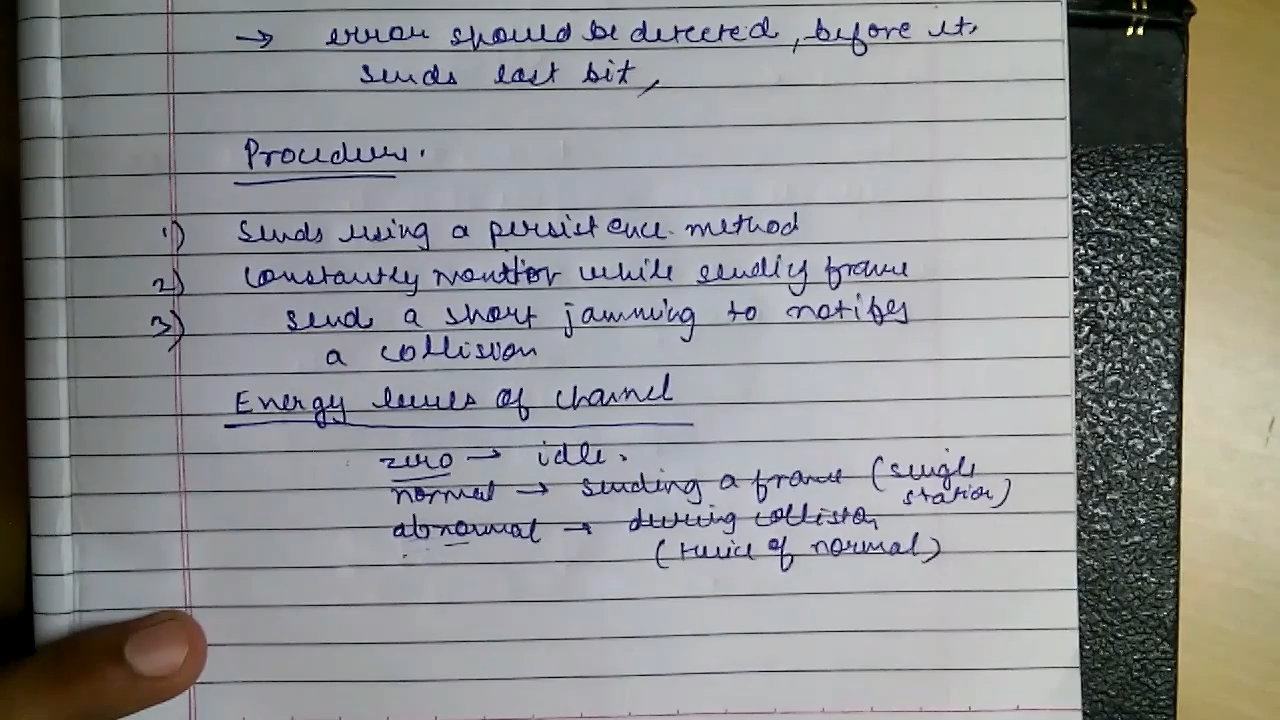 → error should be detected, before it
sends last bit,
Procedure.
1) Sends using a persistence method
2) Constantly monitor while sending frame
3) send a short jamming to notifes
a collision
Energy levels of channel
zero → idle.
normal → sending a frame (single
station)
abnormal → during collision
(twice of normal)